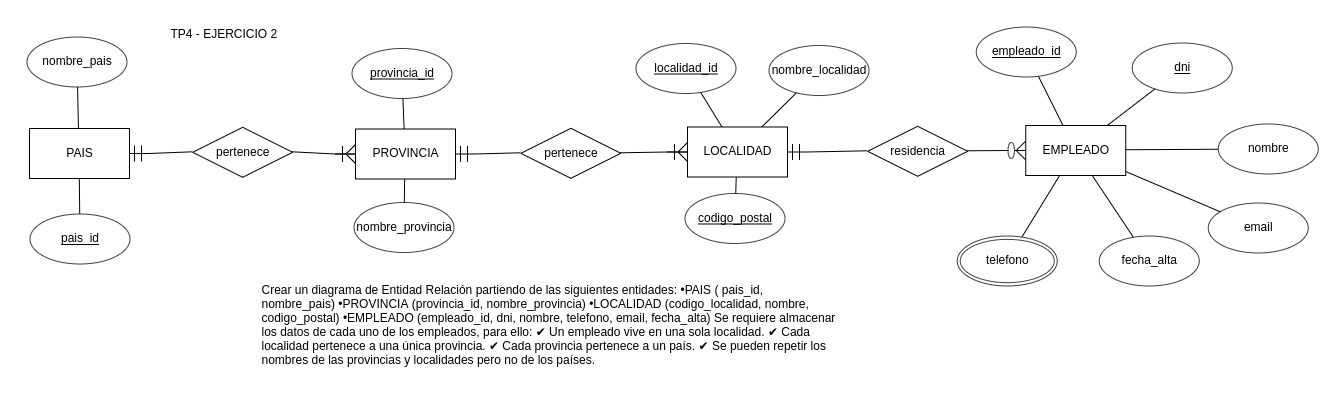 TP4 - EJERCICIO 2
nombre_pais
PAIS
pais_id
pertenece
provincia_id
PROVINCIA
nombre_provincia
pertenece
localidad_id
nombre_localidad
LOCALIDAD
codigo_postal
residencia
empleado_id
dni
EMPLEADO
nombre
email
telefono
fecha_alta
Crear un diagrama de Entidad Relación partiendo de las siguientes entidades: •PAIS ( pais_id,
nombre_pais) •PROVINCIA (provincia_id, nombre_provincia) •LOCALIDAD (codigo_localidad, nombre,
codigo_postal) •EMPLEADO (empleado_id, dni, nombre, telefono, email, fecha_alta) Se requiere almacenar
los datos de cada uno de los empleados, para ello: ✔ Un empleado vive en una sola localidad. ✔ Cada
localidad pertenece a una única provincia. ✔ Cada provincia pertenece a un país. ✔ Se pueden repetir los
nombres de las provincias y localidades pero no de los países.